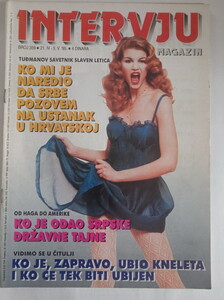 INTERVJU
MAGAZIN
TUĐMANOV SAVETNIK SLAVEN LETICA
KO MI JE
NAREDIO
DA SRBE
POZOVEM
NA USTANAK
U HRVATSKOJ
OD HAGA DO AMERIKE
KO JE ODAO SRPSKE
DRŽAVNE TAJNE
VIDIMO SE U ČITULJI
KO JE, ZAPRAVO, UBIO KNELETA
I KO ĆE TEK BITI UBIJEN